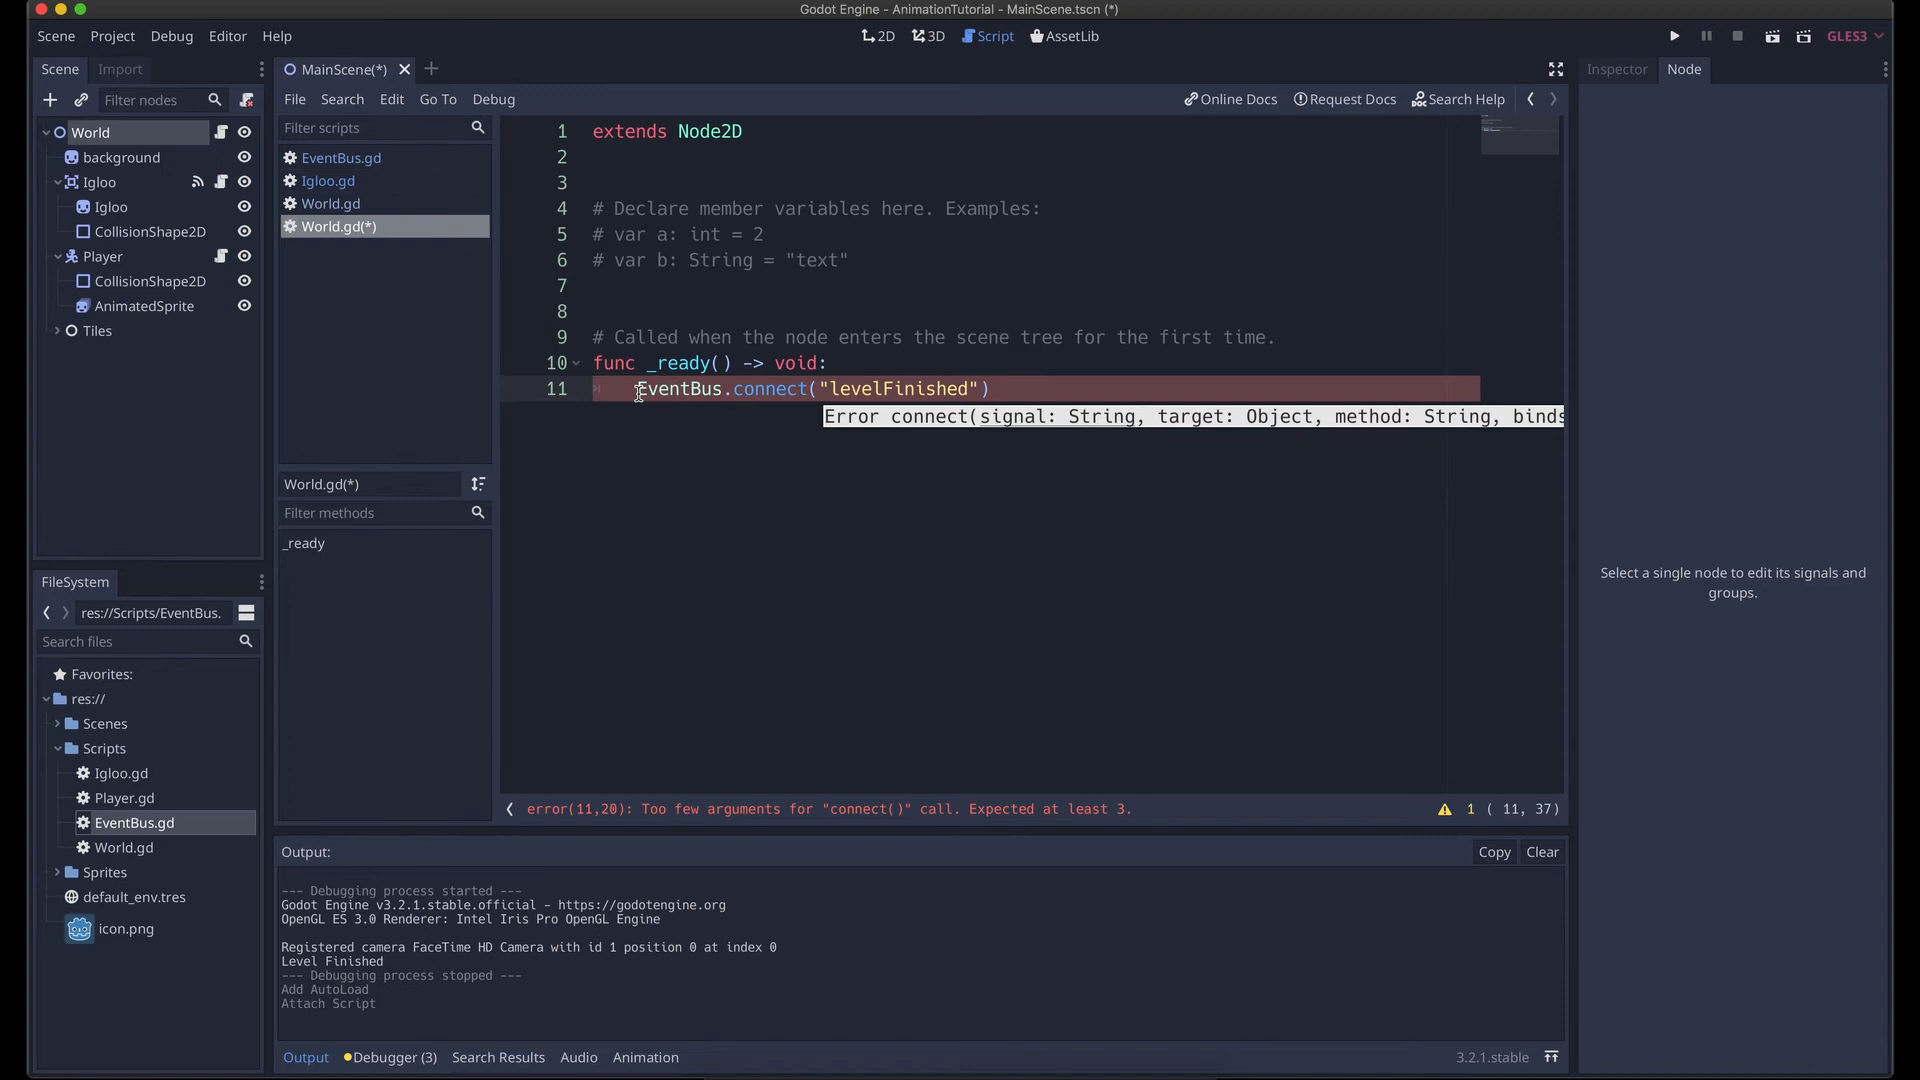 Godot Engine - AnimationTutorial - MainScene.tscn (*)
Scene Project Debug Editor Help
2D 3D Script AssetLib
GLES3
Scene Import
MainScene(*)
Inspector Node
Filter nodes
File Search Edit Go To Debug
Online Docs Request Docs Search Help
World
background
Igloo
Igloo
CollisionShape2D
Player
CollisionShape2D
AnimatedSprite
Tiles
Filter scripts
EventBus.gd
Igloo.gd
World.gd
World.gd(*)
World.gd(*)
Filter methods
_ready
1 extends Node2D
2
3
4 # Declare member variables here. Examples:
5 # var a: int = 2
6 # var b: String = "text"
7
8
9 # Called when the node enters the scene tree for the first time.
10 func _ready() -> void:
11 EventBus.connect("levelFinished")
Error connect(signal: String, target: Object, method: String, binds
error(11,20): Too few arguments for "connect()" call. Expected at least 3.
1 ( 11, 37)
Select a single node to edit its signals and
groups.
FileSystem
res://Scripts/EventBus.
Search files
Favorites:
res://
Scenes
Scripts
Igloo.gd
Player.gd
EventBus.gd
World.gd
Sprites
default_env.tres
icon.png
Output:
Copy Clear
--- Debugging process started ---
Godot Engine v3.2.1.stable.official - https://godotengine.org
OpenGL ES 3.0 Renderer: Intel Iris Pro OpenGL Engine
Registered camera FaceTime HD Camera with id 1 position 0 at index 0
Level Finished
--- Debugging process stopped ---
Add AutoLoad
Attach Script
Output Debugger (3) Search Results Audio Animation
3.2.1.stable